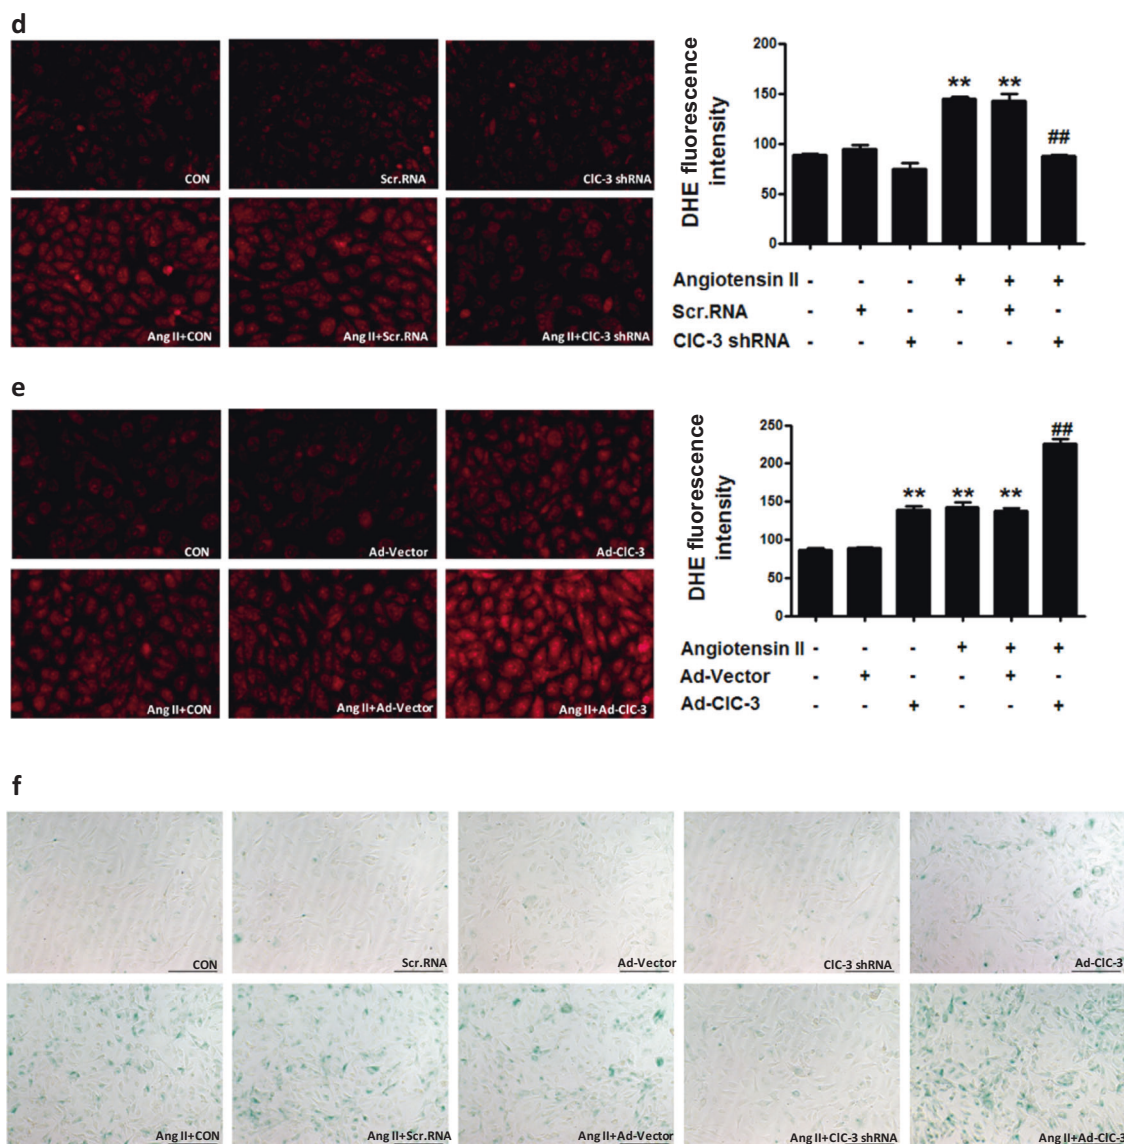 d
CON
Scr.RNA
ClC-3 shRNA
Ang II+CON
Ang II+Scr.RNA
Ang II+ClC-3 shRNA
DHE fluorescence
intensity
200
150
100
50
0
**
**
##
Angiotensin II - - - + + +
Scr.RNA - + - - + -
ClC-3 shRNA - - + - - +
e
CON
Ad-Vector
Ad-ClC-3
Ang II+CON
Ang II+Ad-Vector
Ang II+Ad-ClC-3
DHE fluorescence
intensity
250
200
150
100
50
0
**
**
**
##
Angiotensin II - - - + + +
Ad-Vector - + - - + -
Ad-ClC-3 - - + - - +
f
CON
Scr.RNA
Ad-Vector
ClC-3 shRNA
Ad-ClC-3
Ang II+CON
Ang II+Scr.RNA
Ang II+Ad-Vector
Ang II+ClC-3 shRNA
Ang II+Ad-ClC-3